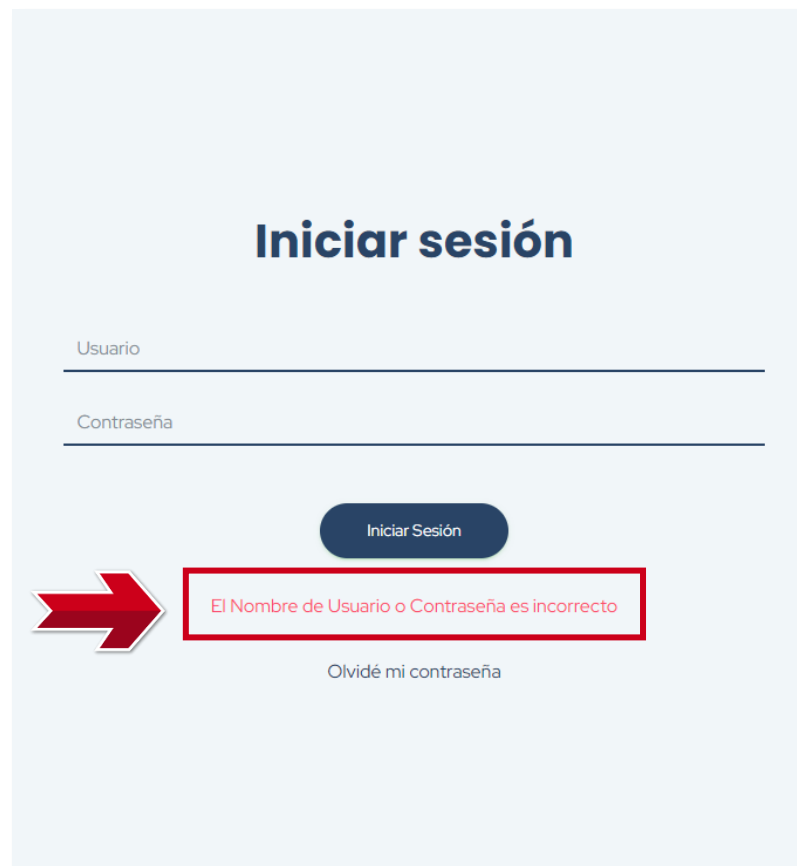 Iniciar sesión
Usuario
Contraseña
Iniciar Sesión
El Nombre de Usuario o Contraseña es incorrecto
Olvidé mi contraseña